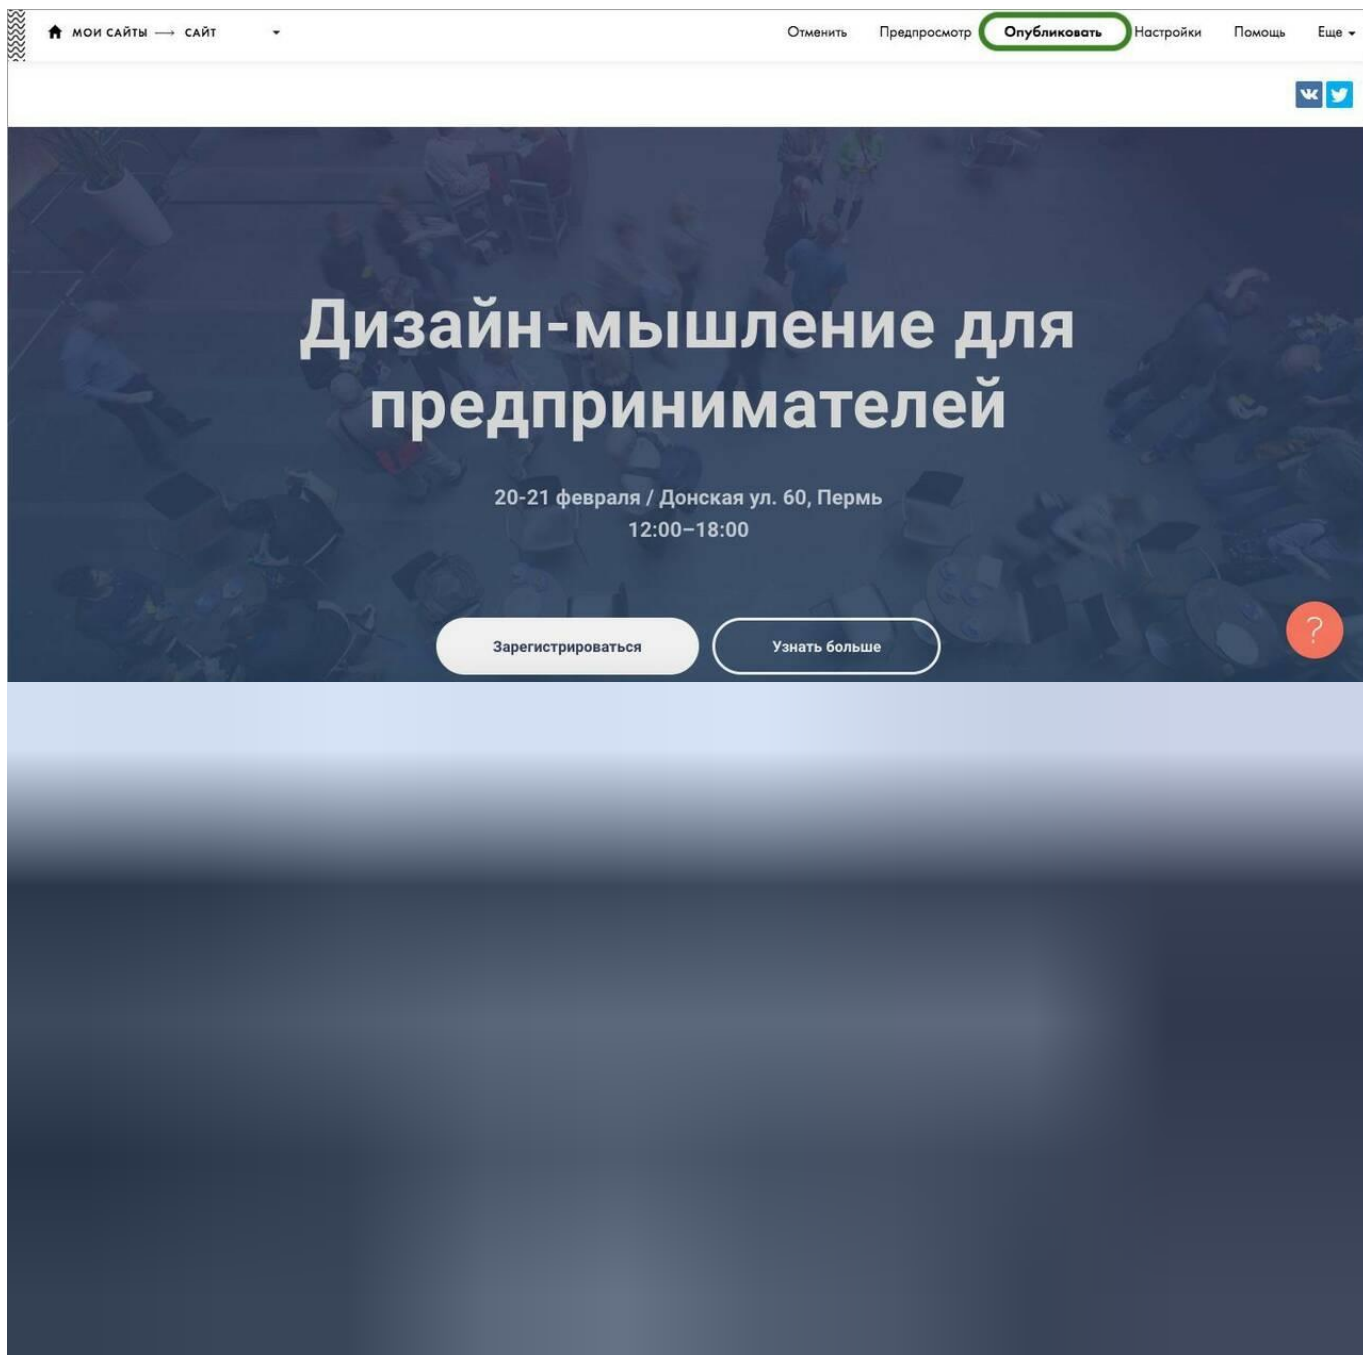 МОИ САЙТЫ → САЙТ
Отменить Предпросмотр Опубликовать Настройки Помощь Еще
Дизайн-мышление для
предпринимателей
20-21 февраля / Донская ул. 60, Пермь
12:00–18:00
Зарегистрироваться Узнать больше
?